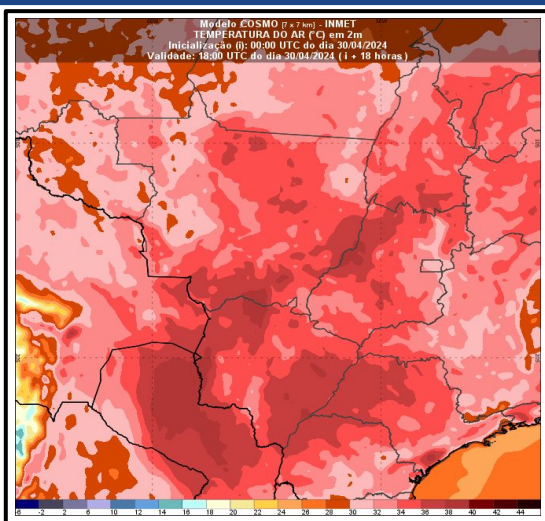 Modelo COSMO [7 x 7 km] - INMET
TEMPERATURA DO AR (°C) em 2m
Inicialização (i): 00:00 UTC do dia 30/04/2024
Validade: 18:00 UTC do dia 30/04/2024 ( i + 18 horas)
-6 -2 2 6 10 12 14 16 18 20 22 24 26 28 30 32 34 36 38 40 42 44